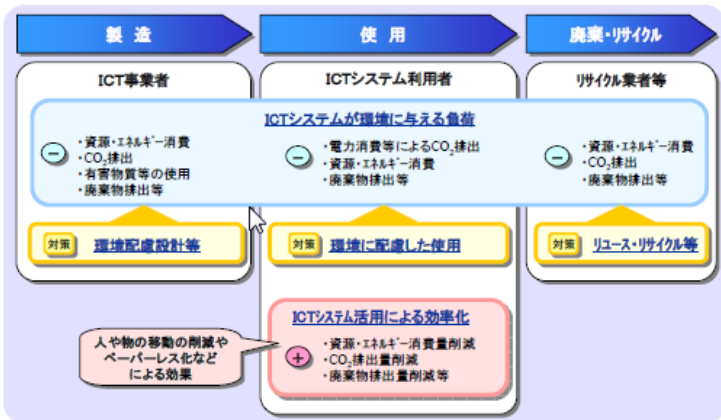 製 造
使 用
廃棄・リサイクル
ICT事業者
ICTシステム利用者
リサイクル業者等
ICTシステムが環境に与える負荷
−
・資源・エネルギー消費
・CO₂排出
・有害物質等の使用
・廃棄物排出等
−
・電力消費等によるCO₂排出
・資源・エネルギー消費
・廃棄物排出等
−
・資源・エネルギー消費
・CO₂排出
・廃棄物排出等
対策 環境配慮設計等
対策 環境に配慮した使用
対策 リユース・リサイクル等
ICTシステム活用による効率化
+
・資源・エネルギー消費量削減
・CO₂排出量削減
・廃棄物排出量削減等
人や物の移動の削減や
ペーパーレス化など
による効果